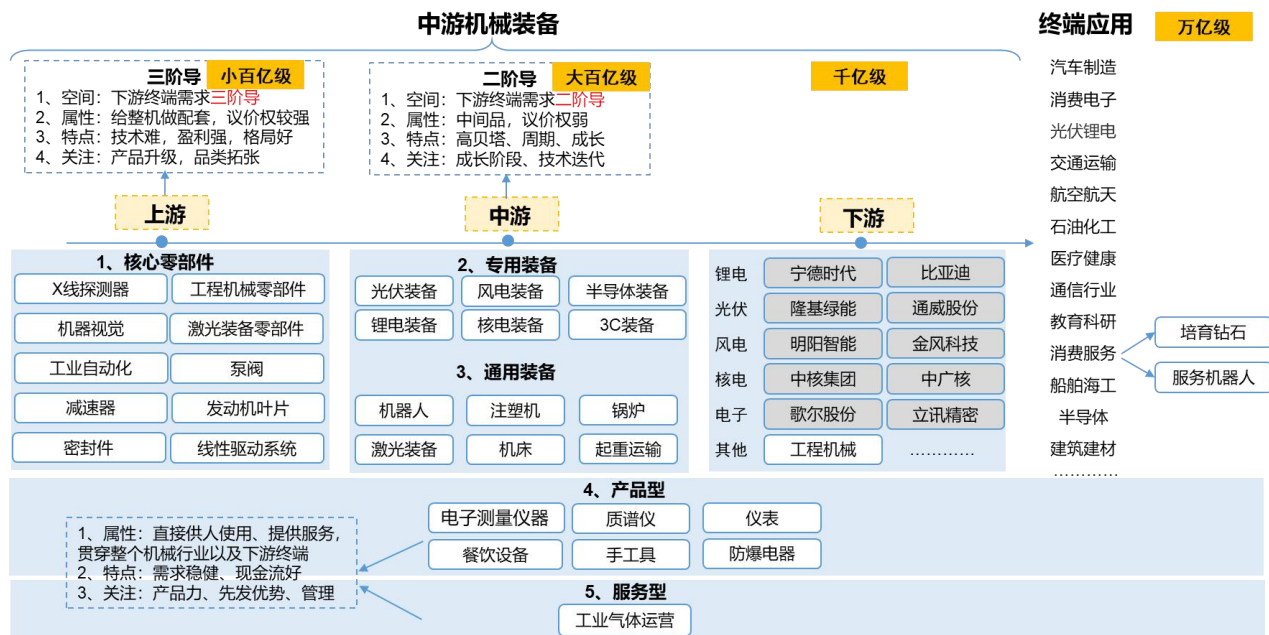 中游机械装备
终端应用
万亿级
三阶导
小百亿级
1、空间：下游终端需求三阶导
2、属性：给整机做配套，议价权较强
3、特点：技术难，盈利强，格局好
4、关注：产品升级，品类拓张
二阶导
大百亿级
1、空间：下游终端需求二阶导
2、属性：中间品，议价权弱
3、特点：高贝塔、周期、成长
4、关注：成长阶段、技术迭代
千亿级
上游
中游
下游
1、核心零部件
X线探测器
工程机械零部件
机器视觉
激光装备零部件
工业自动化
泵阀
减速器
发动机叶片
密封件
线性驱动系统
2、专用装备
光伏装备
风电装备
半导体装备
锂电装备
核电装备
3C装备
3、通用装备
机器人
注塑机
锅炉
激光装备
机床
起重运输
锂电
宁德时代
比亚迪
光伏
隆基绿能
通威股份
风电
明阳智能
金风科技
核电
中核集团
中广核
电子
歌尔股份
立讯精密
其他
工程机械
…………
汽车制造
消费电子
光伏锂电
交通运输
航空航天
石油化工
医疗健康
通信行业
教育科研
消费服务
船舶海工
半导体
建筑建材
…………
培育钻石
服务机器人
4、产品型
电子测量仪器
质谱仪
仪表
餐饮设备
手工具
防爆电器
1、属性：直接供人使用、提供服务，
贯穿整个机械行业以及下游终端
2、特点：需求稳健、现金流好
3、关注：产品力、先发优势、管理
5、服务型
工业气体运营